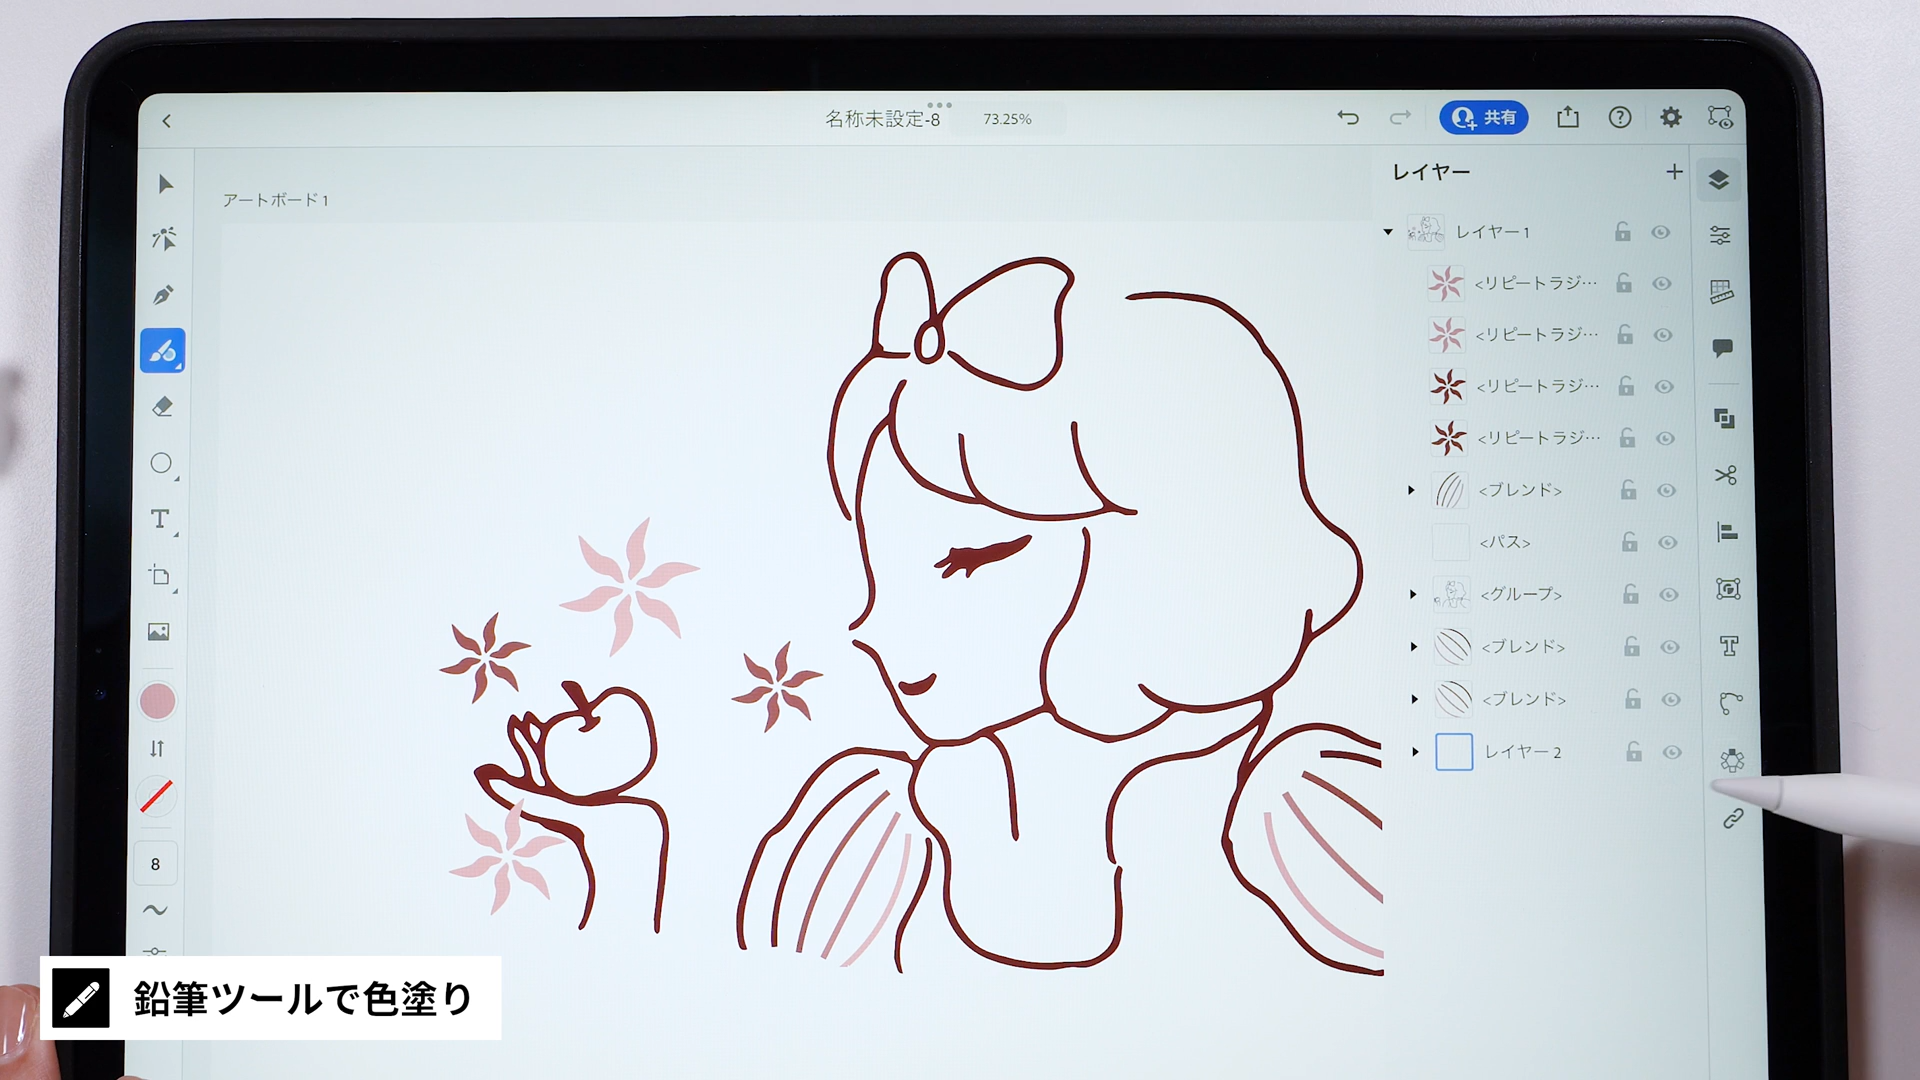 名称未設定-8
73.25%
共有
アートボード1
レイヤー
レイヤー1
<リピートラジ…
<リピートラジ…
<リピートラジ…
<リピートラジ…
<ブレンド>
<パス>
<グループ>
<ブレンド>
<ブレンド>
レイヤー2
8
鉛筆ツールで色塗り